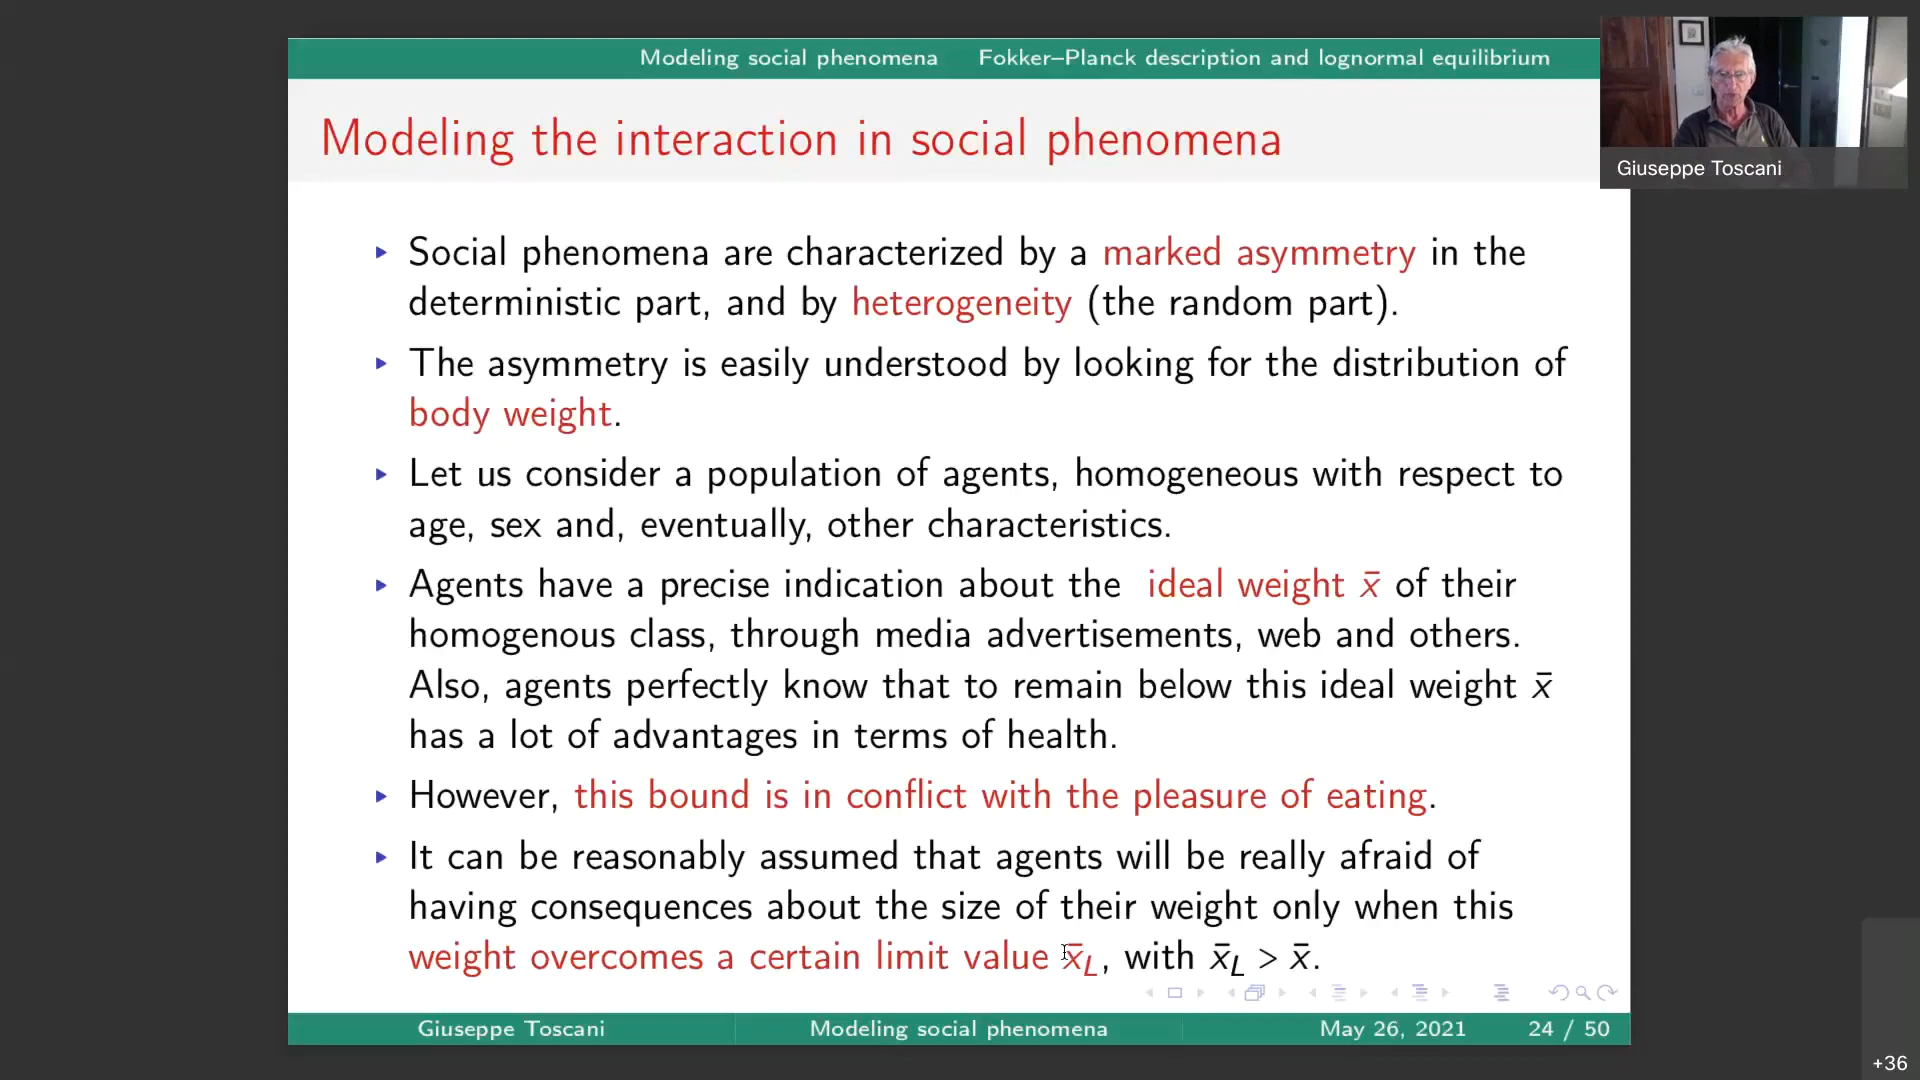 Modeling social phenomena Fokker–Planck description and lognormal equilibrium
Modeling the interaction in social phenomena
Giuseppe Toscani
Social phenomena are characterized by a marked asymmetry in the
deterministic part, and by heterogeneity (the random part).
The asymmetry is easily understood by looking for the distribution of
body weight.
Let us consider a population of agents, homogeneous with respect to
age, sex and, eventually, other characteristics.
Agents have a precise indication about the ideal weight x̄ of their
homogenous class, through media advertisements, web and others.
Also, agents perfectly know that to remain below this ideal weight x̄
has a lot of advantages in terms of health.
However, this bound is in conflict with the pleasure of eating.
It can be reasonably assumed that agents will be really afraid of
having consequences about the size of their weight only when this
weight overcomes a certain limit value x̄_L, with x̄_L > x̄.
Giuseppe Toscani Modeling social phenomena May 26, 2021 24 / 50
+36